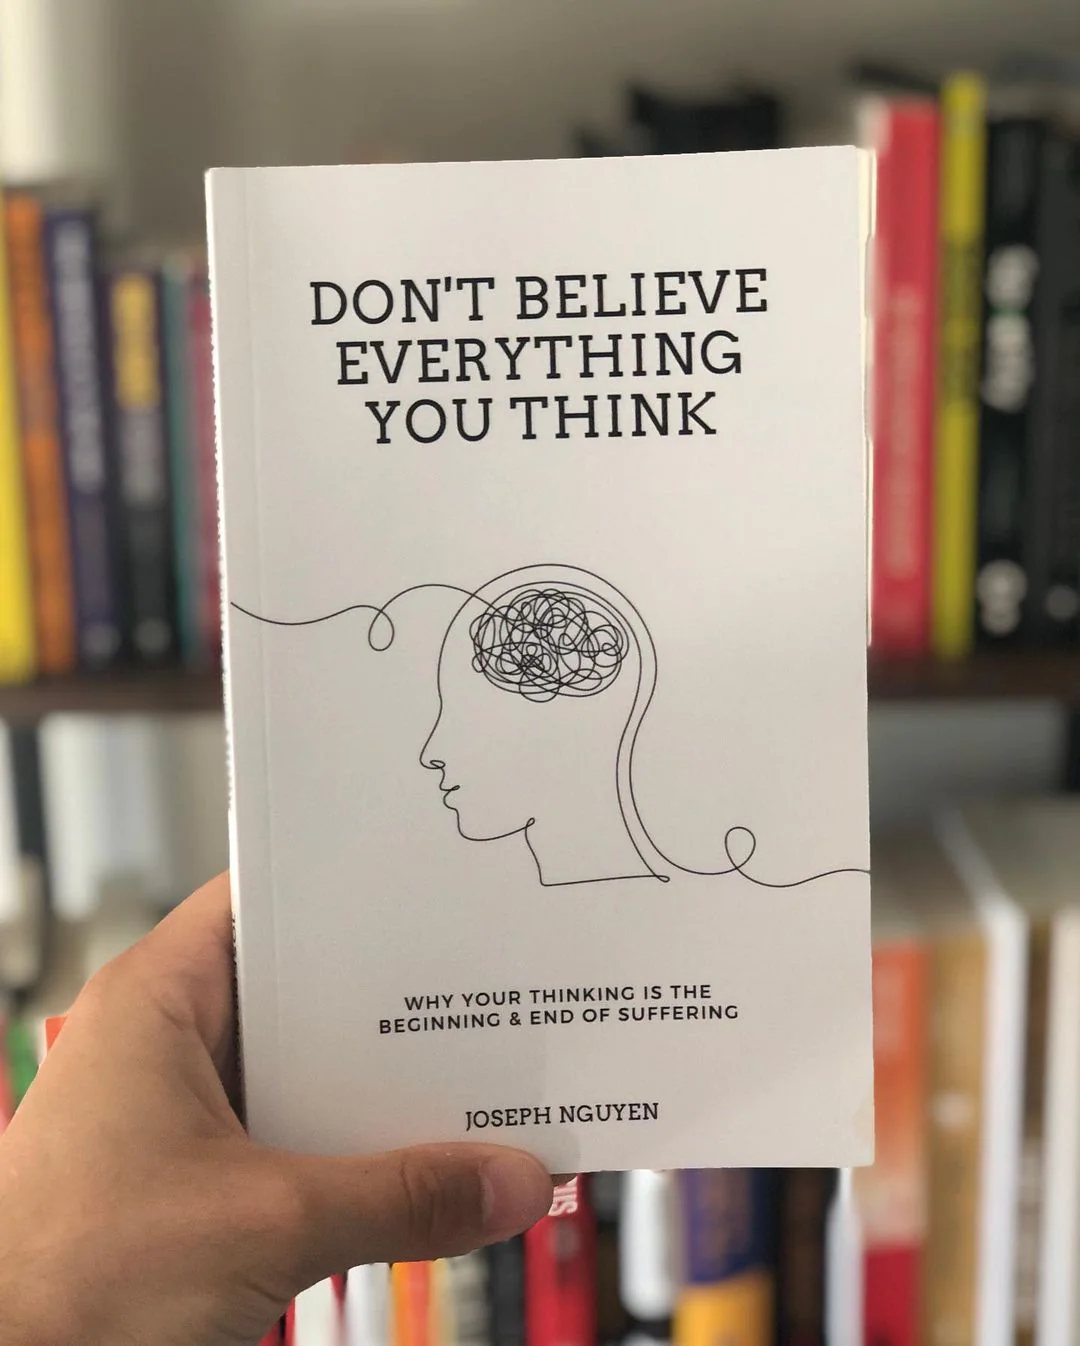 DON'T BELIEVE
EVERYTHING
YOU THINK
WHY YOUR THINKING IS THE
BEGINNING & END OF SUFFERING
JOSEPH NGUYEN